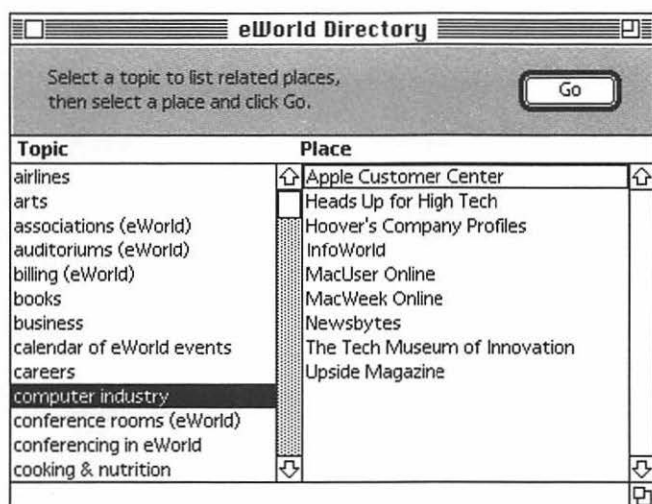 eWorld Directory
Select a topic to list related places,
then select a place and click Go.
Go
Topic
Place
airlines
arts
associations (eWorld)
auditoriums (eWorld)
billing (eWorld)
books
business
calendar of eWorld events
careers
computer industry
conference rooms (eWorld)
conferencing in eWorld
cooking & nutrition
Apple Customer Center
Heads Up for High Tech
Hoover's Company Profiles
InfoWorld
MacUser Online
MacWeek Online
Newsbytes
The Tech Museum of Innovation
Upside Magazine